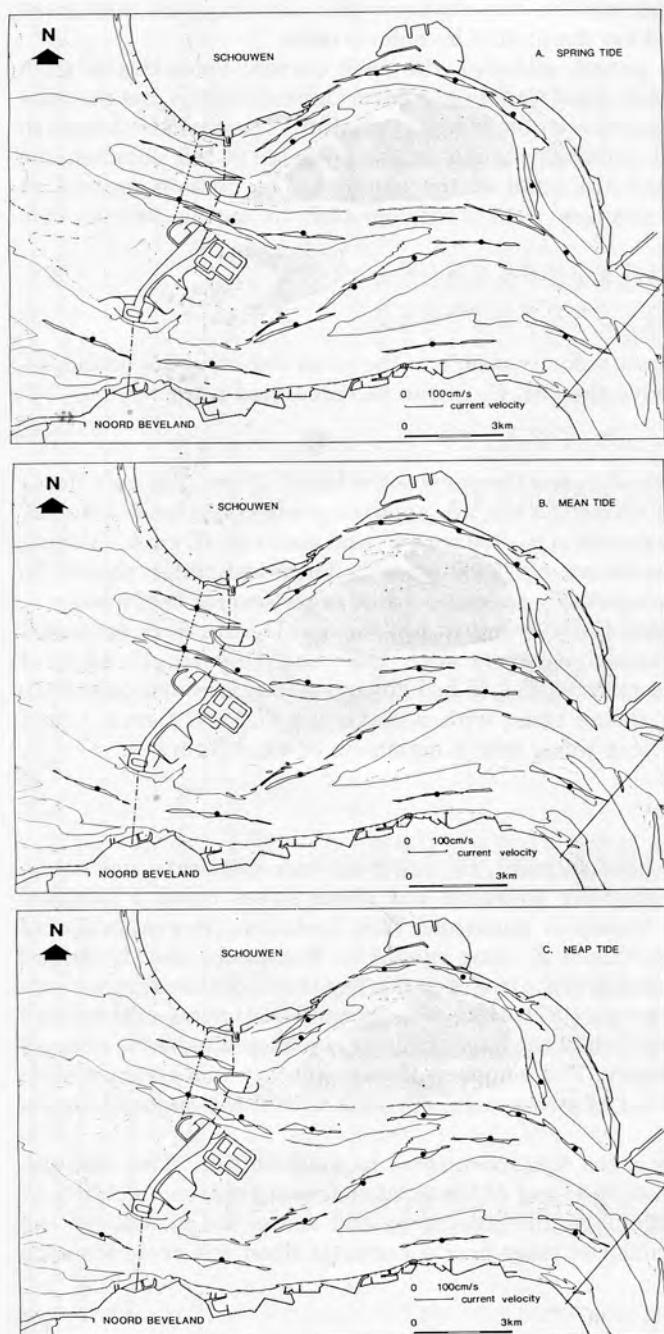 N
SCHOUWEN
SPRING TIDE
0 100cm/s
current velocity
0 3km
NOORD BEVELAND
N
SCHOUWEN
B. MEAN TIDE
0 100cm/s
current velocity
0 3km
NOORD BEVELAND
N
SCHOUWEN
C. NEAP TIDE
0 100cm/s
current velocity
0 3km
NOORD BEVELAND